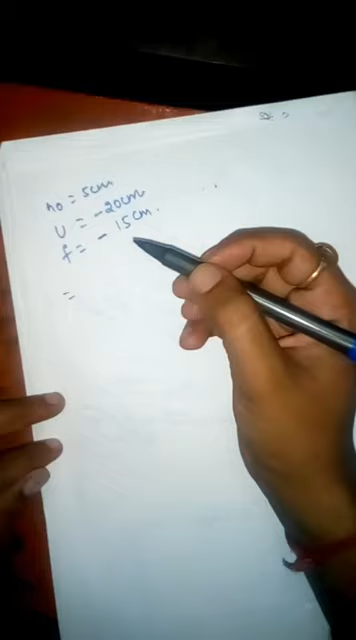 ho = 5cm
u = -20cm
f = - 15cm.
=